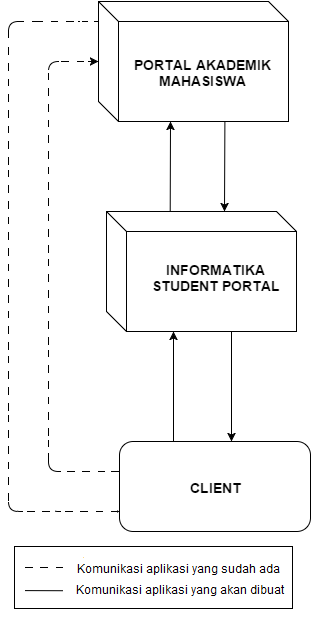 PORTAL AKADEMIK
MAHASISWA
INFORMATIKA
STUDENT PORTAL
CLIENT
Komunikasi aplikasi yang sudah ada
Komunikasi aplikasi yang akan dibuat